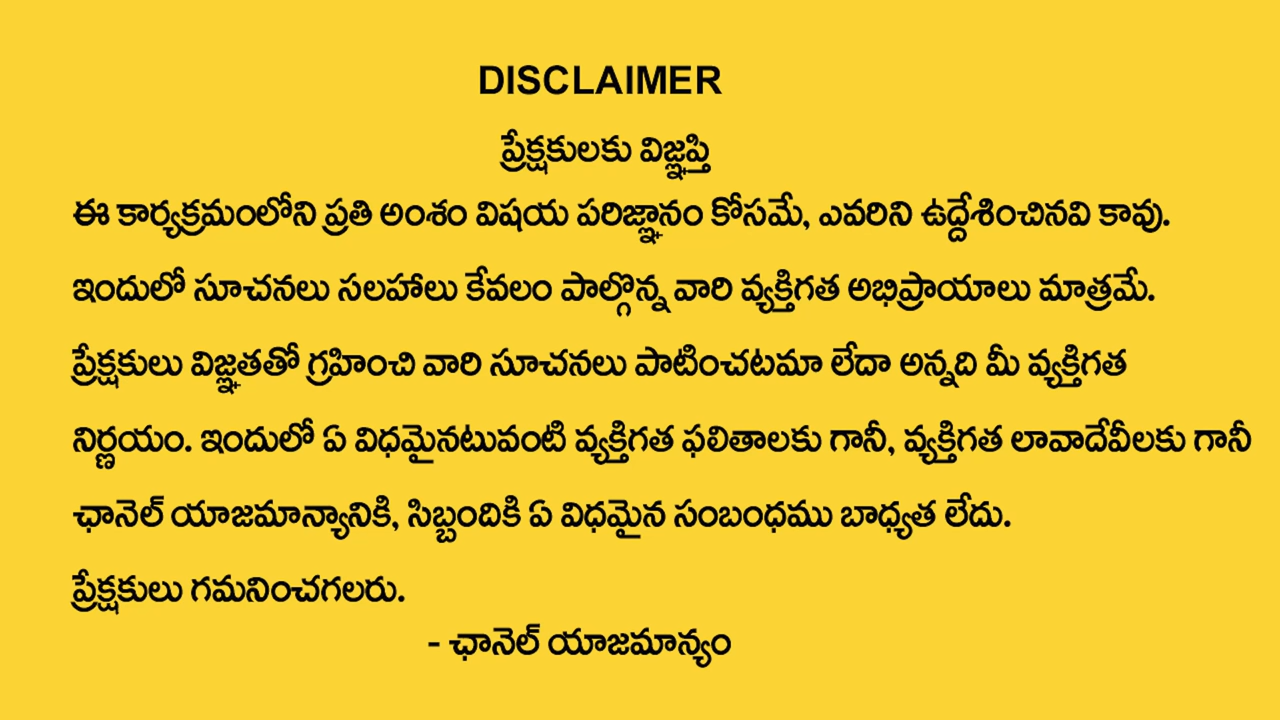 DISCLAIMER
ప్రేక్షకులకు విజ్ఞప్తి
ఈ కార్యక్రమంలోని ప్రతి అంశం విషయ పరిజ్ఞానం కోసమే, ఎవరిని ఉద్దేశించినవి కావు.
ఇందులో సూచనలు సలహాలు కేవలం పాల్గొన్న వారి వ్యక్తిగత అభిప్రాయాలు మాత్రమే.
ప్రేక్షకులు విజ్ఞతతో గ్రహించి వారి సూచనలు పాటించటమా లేదా అన్నది మీ వ్యక్తిగత
నిర్ణయం. ఇందులో ఏ విధమైనటువంటి వ్యక్తిగత ఫలితాలకు గానీ, వ్యక్తిగత లావాదేవీలకు గానీ
ఛానెల్ యాజమాన్యానికి, సిబ్బందికి ఏ విధమైన సంబంధము బాధ్యత లేదు.
ప్రేక్షకులు గమనించగలరు.
- ఛానెల్ యాజమాన్యం